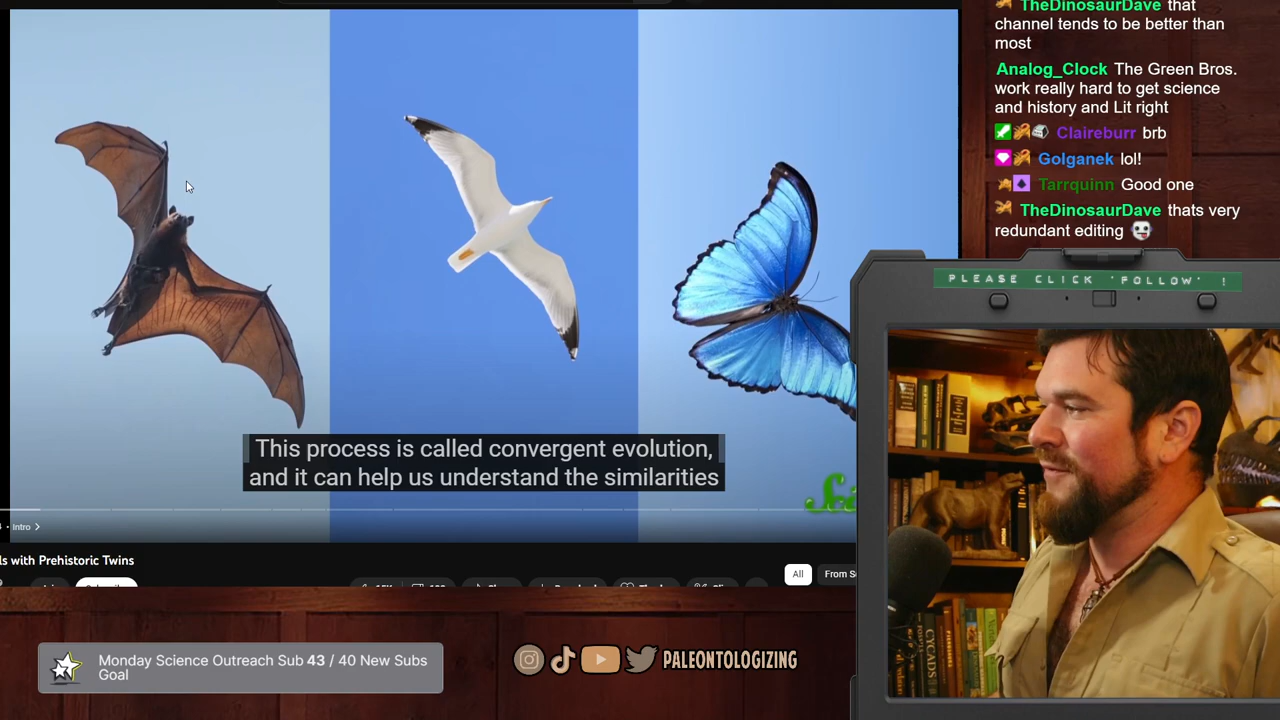 TheDinosaurDave that
channel tends to be better than
most
Analog_Clock The Green Bros.
work really hard to get science
and history and Lit right
Claireburr brb
Golganek lol!
Tarrquinn Good one
TheDinosaurDave thats very
redundant editing
PLEASE CLICK 'FOLLOW' !
This process is called convergent evolution,
and it can help us understand the similarities
Sci
• Intro >
ls with Prehistoric Twins
All From S
CYCADS
Monday Science Outreach Sub 43 / 40 New Subs
Goal
PALEONTOLOGIZING